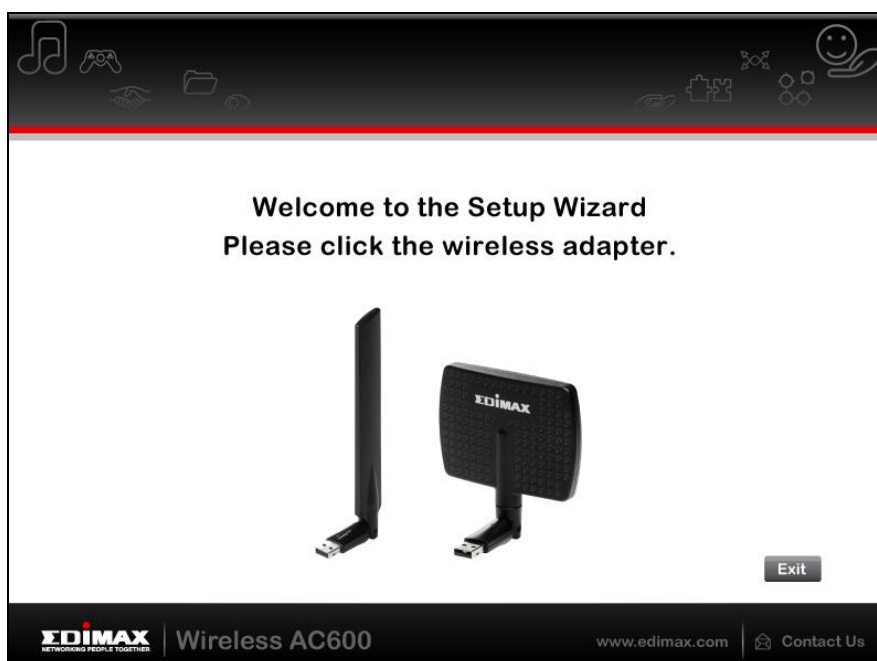 Welcome to the Setup Wizard
Please click the wireless adapter.
EDIMAX
Exit
EDIMAX
NETWORKING PEOPLE TOGETHER
Wireless AC600
www.edimax.com
Contact Us